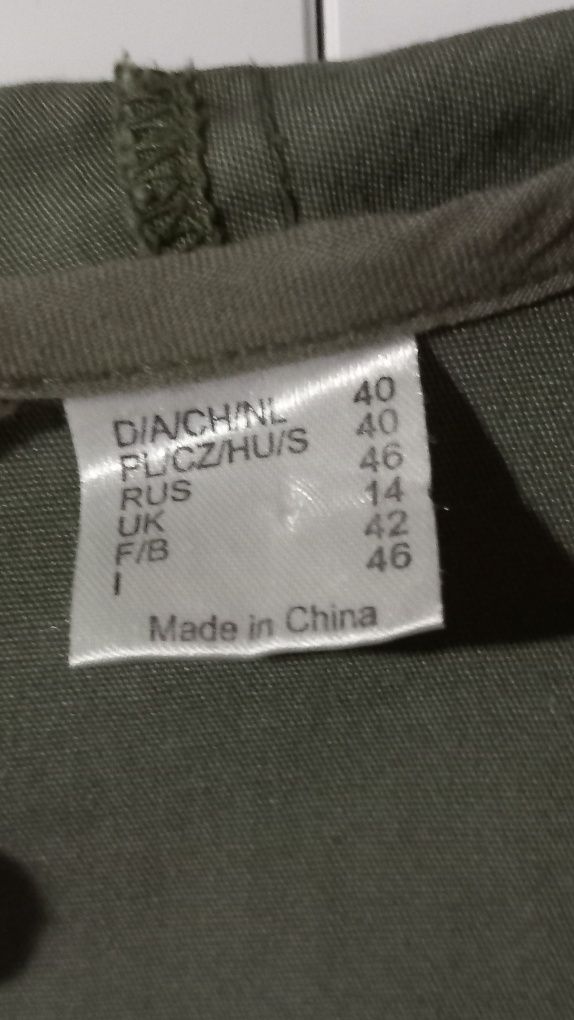 D/A/CH/NL 40
PL/CZ/HU/S 40
RUS 46
UK 14
F/B 42
I 46
Made in China